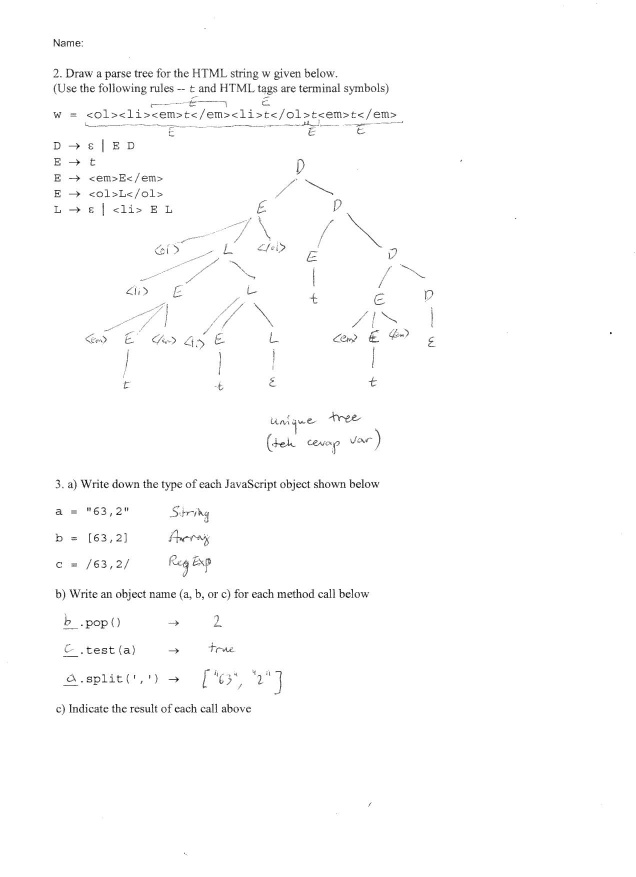 Name:
2. Draw a parse tree for the HTML string w given below.
(Use the following rules -- t and HTML tags are terminal symbols)
E E
w = <ol><li><em>t</em><li>t</ol>t<em>t</em>
E E E
D → ε | E D
E → t
E → <em>E</em>
E → <ol>L</ol>
L → ε | <li> E L
D
E D
<ol> L </ol> E D
<li> E L t E D
<em> E </em> <li> E L <em> E </em> ε
t t ε t
unique tree
(tek cevap var)
3. a) Write down the type of each JavaScript object shown below
a = "63,2" String
b = [63,2] Array
c = /63,2/ RegExp
b) Write an object name (a, b, or c) for each method call below
b.pop() → 2
c.test(a) → true
a.split(',') → ["63", "2"]
c) Indicate the result of each call above